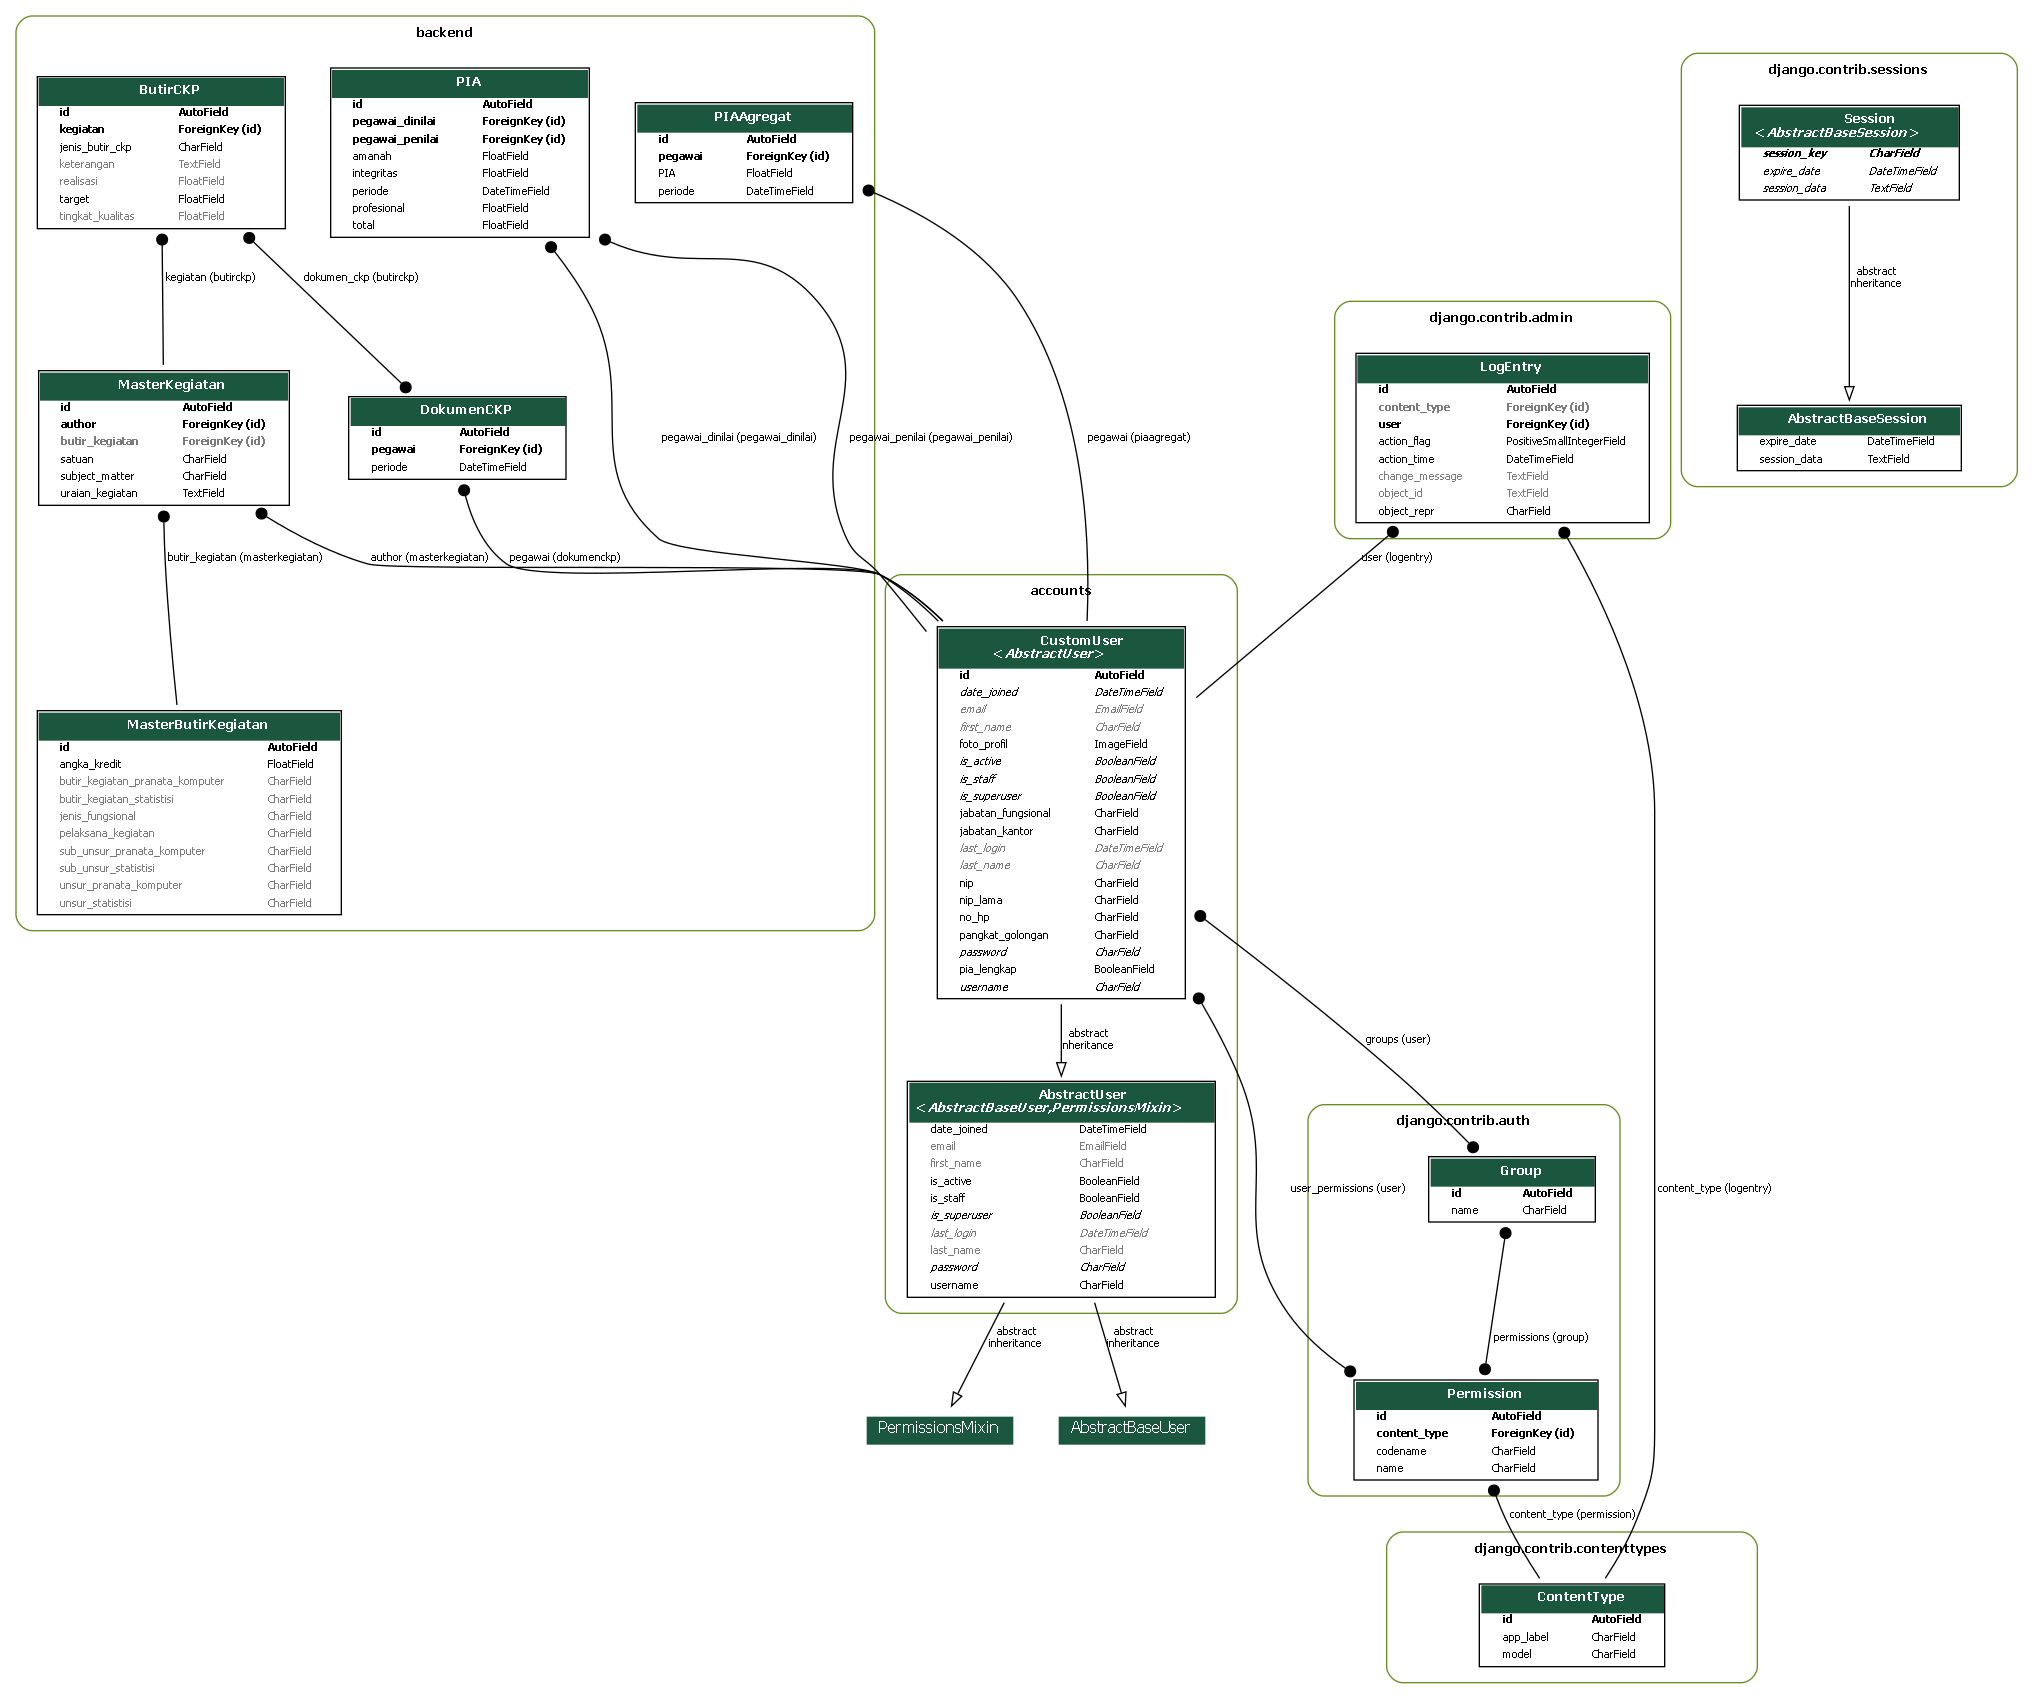 backend
ButirCKP
id AutoField
kegiatan ForeignKey (id)
jenis_butir_ckp CharField
keterangan TextField
realisasi FloatField
target FloatField
tingkat_kualitas FloatField
PIA
id AutoField
pegawai_dinilai ForeignKey (id)
pegawai_penilai ForeignKey (id)
amanah FloatField
integritas FloatField
periode DateTimeField
profesional FloatField
total FloatField
PIAAgregat
id AutoField
pegawai ForeignKey (id)
PIA FloatField
periode DateTimeField
kegiatan (butirckp)
dokumen_ckp (butirckp)
MasterKegiatan
id AutoField
author ForeignKey (id)
butir_kegiatan ForeignKey (id)
satuan CharField
subject_matter CharField
uraian_kegiatan TextField
DokumenCKP
id AutoField
pegawai ForeignKey (id)
periode DateTimeField
pegawai_dinilai (pegawai_dinilai)
pegawai_penilai (pegawai_penilai)
pegawai (piaagregat)
butir_kegiatan (masterkegiatan)
author (masterkegiatan)
pegawai (dokumenckp)
MasterButirKegiatan
id AutoField
angka_kredit FloatField
butir_kegiatan_pranata_komputer CharField
butir_kegiatan_statistisi CharField
jenis_fungsional CharField
pelaksana_kegiatan CharField
sub_unsur_pranata_komputer CharField
sub_unsur_statistisi CharField
unsur_pranata_komputer CharField
unsur_statistisi CharField
django.contrib.sessions
Session
<AbstractBaseSession>
session_key CharField
expire_date DateTimeField
session_data TextField
abstract
inheritance
AbstractBaseSession
expire_date DateTimeField
session_data TextField
django.contrib.admin
LogEntry
id AutoField
content_type ForeignKey (id)
user ForeignKey (id)
action_flag PositiveSmallIntegerField
action_time DateTimeField
change_message TextField
object_id TextField
object_repr CharField
user (logentry)
accounts
CustomUser
<AbstractUser>
id AutoField
date_joined DateTimeField
email EmailField
first_name CharField
foto_profil ImageField
is_active BooleanField
is_staff BooleanField
is_superuser BooleanField
jabatan_fungsional CharField
jabatan_kantor CharField
last_login DateTimeField
last_name CharField
nip CharField
nip_lama CharField
no_hp CharField
pangkat_golongan CharField
password CharField
pia_lengkap BooleanField
username CharField
abstract
inheritance
AbstractUser
<AbstractBaseUser,PermissionsMixin>
date_joined DateTimeField
email EmailField
first_name CharField
is_active BooleanField
is_staff BooleanField
is_superuser BooleanField
last_login DateTimeField
last_name CharField
password CharField
username CharField
abstract
inheritance
abstract
inheritance
PermissionsMixin
AbstractBaseUser
groups (user)
django.contrib.auth
Group
id AutoField
name CharField
user_permissions (user)
content_type (logentry)
permissions (group)
Permission
id AutoField
content_type ForeignKey (id)
codename CharField
name CharField
content_type (permission)
django.contrib.contenttypes
ContentType
id AutoField
app_label CharField
model CharField